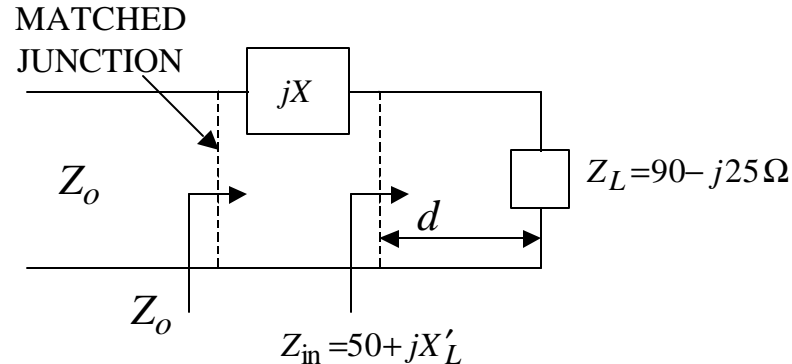 MATCHED
JUNCTION
jX
Z_o
Z_L=90-j25Ω
d
Z_o
Z_in=50+jX'_L